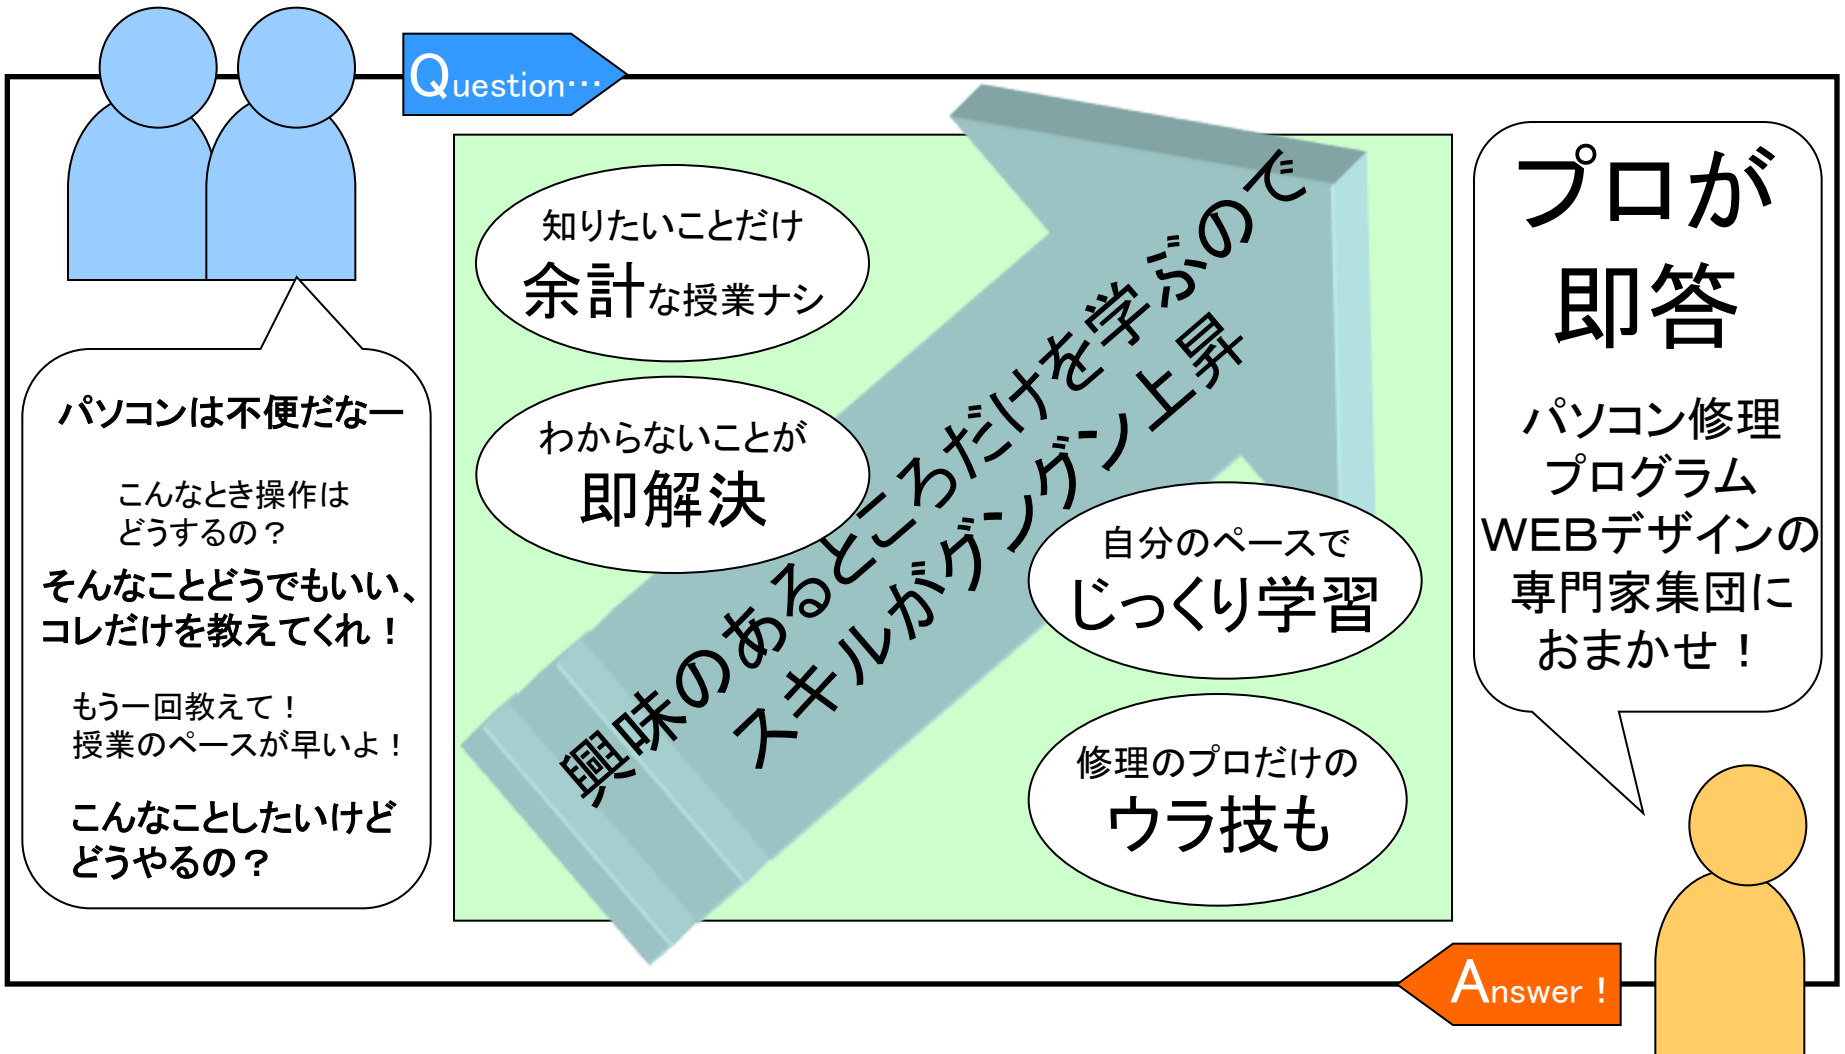 Question…
パソコンは不便だなー
こんなとき操作は
どうするの？
そんなことどうでもいい、
コレだけを教えてくれ！
もう一回教えて！
授業のペースが早いよ！
こんなことしたいけど
どうやるの？
知りたいことだけ
余計な授業ナシ
わからないことが
即解決
興味のあるところだけを学ぶので
スキルがグングン上昇
自分のペースで
じっくり学習
修理のプロだけの
ウラ技も
プロが
即答
パソコン修理
プログラム
WEBデザインの
専門家集団に
おまかせ！
Answer！